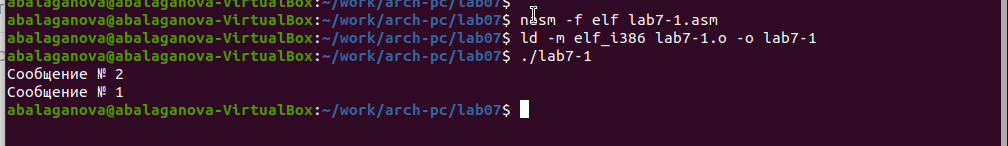 abalaganova@abalaganova-VirtualBox:~/work/arch-pc/lab07$
abalaganova@abalaganova-VirtualBox:~/work/arch-pc/lab07$ nasm -f elf lab7-1.asm
abalaganova@abalaganova-VirtualBox:~/work/arch-pc/lab07$ ld -m elf_i386 lab7-1.o -o lab7-1
abalaganova@abalaganova-VirtualBox:~/work/arch-pc/lab07$ ./lab7-1
Сообщение № 2
Сообщение № 1
abalaganova@abalaganova-VirtualBox:~/work/arch-pc/lab07$